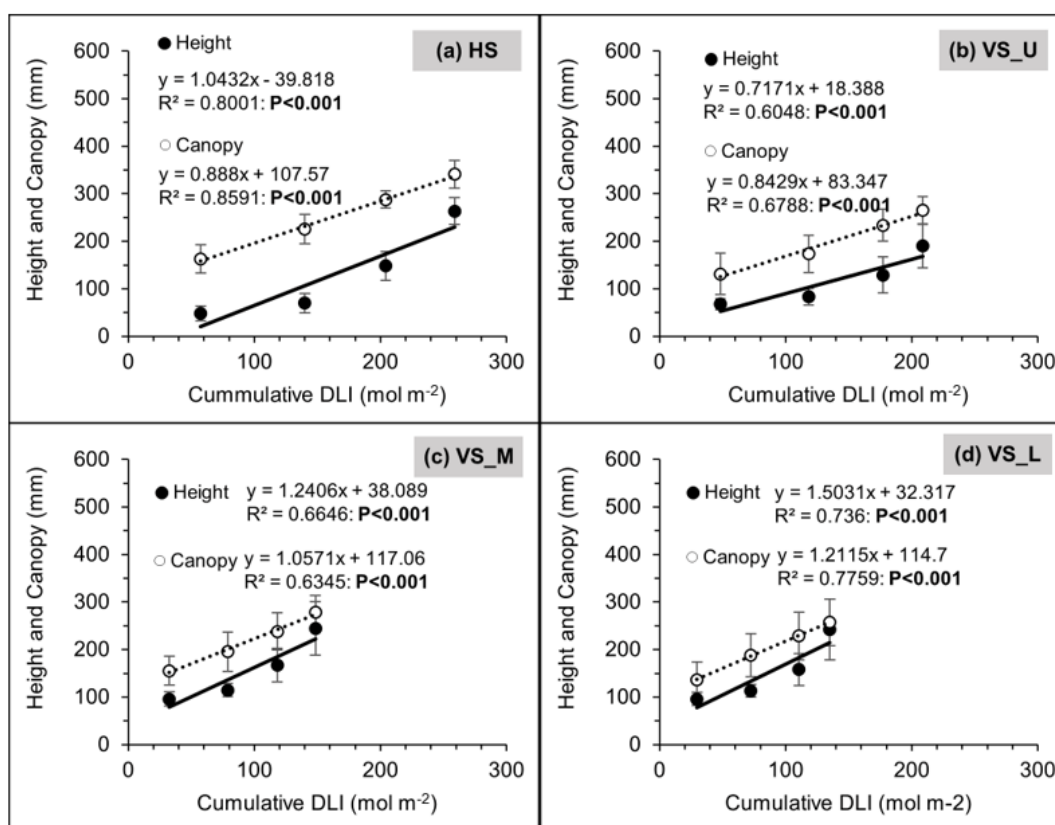 (a) HS
Height
y = 1.0432x - 39.818
R² = 0.8001: P<0.001
Canopy
y = 0.888x + 107.57
R² = 0.8591: P<0.001
600
500
400
300
200
100
0
0 100 200 300
Height and Canopy (mm)
Cummulative DLI (mol m-2)
(b) VS_U
Height
y = 0.7171x + 18.388
R² = 0.6048: P<0.001
Canopy
y = 0.8429x + 83.347
R² = 0.6788: P<0.001
600
500
400
300
200
100
0
0 100 200 300
Height and Canopy (mm)
Cumulative DLI (mol m-2)
(c) VS_M
Height y = 1.2406x + 38.089
R² = 0.6646: P<0.001
Canopy y = 1.0571x + 117.06
R² = 0.6345: P<0.001
600
500
400
300
200
100
0
0 100 200 300
Height and Canopy (mm)
Cumulative DLI (mol m-2)
(d) VS_L
Height y = 1.5031x + 32.317
R² = 0.736: P<0.001
Canopy y = 1.2115x + 114.7
R² = 0.7759: P<0.001
600
500
400
300
200
100
0
0 100 200 300
Height and Canopy (mm)
Cumulative DLI (mol m-2)